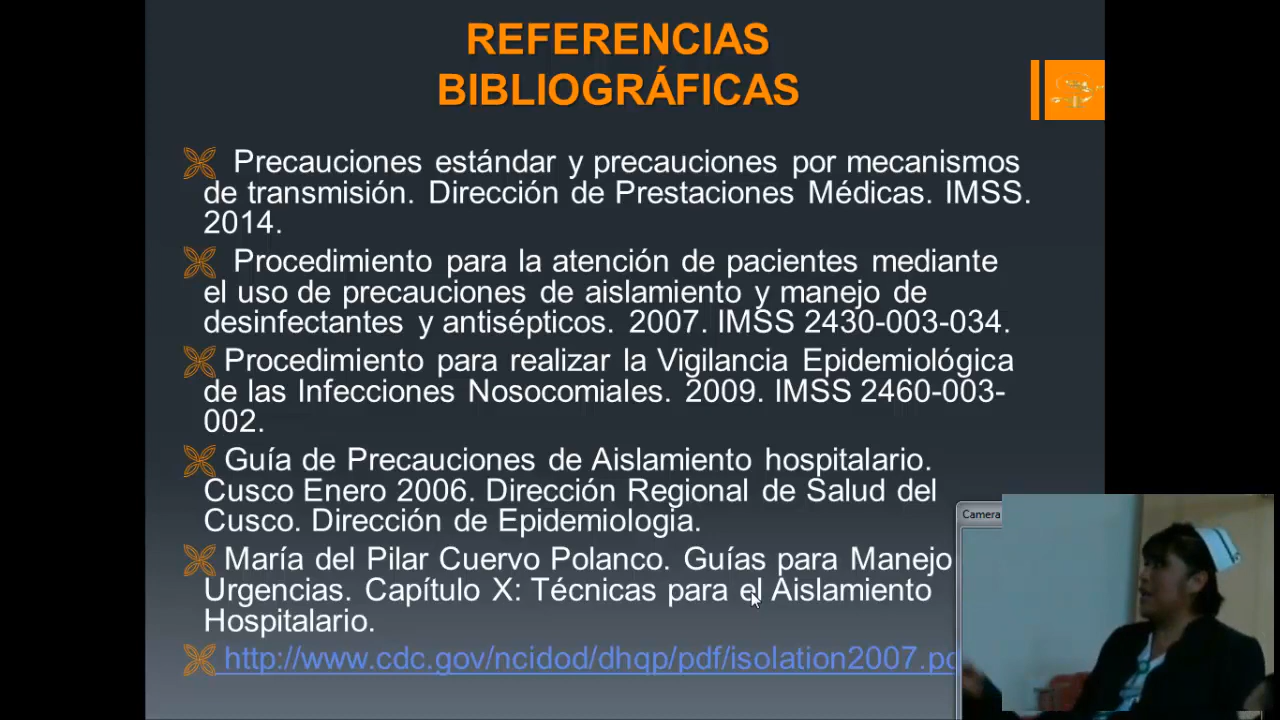 REFERENCIAS
BIBLIOGRÁFICAS
Precauciones estándar y precauciones por mecanismos
de transmisión. Dirección de Prestaciones Médicas. IMSS.
2014.
Procedimiento para la atención de pacientes mediante
el uso de precauciones de aislamiento y manejo de
desinfectantes y antisépticos. 2007. IMSS 2430-003-034.
Procedimiento para realizar la Vigilancia Epidemiológica
de las Infecciones Nosocomiales. 2009. IMSS 2460-003-
002.
Guía de Precauciones de Aislamiento hospitalario.
Cusco Enero 2006. Dirección Regional de Salud del
Cusco. Dirección de Epidemiologia.
María del Pilar Cuervo Polanco. Guías para Manejo
Urgencias. Capítulo X: Técnicas para el Aislamiento
Hospitalario.
http://www.cdc.gov/ncidod/dhqp/pdf/isolation2007.pd
Camera